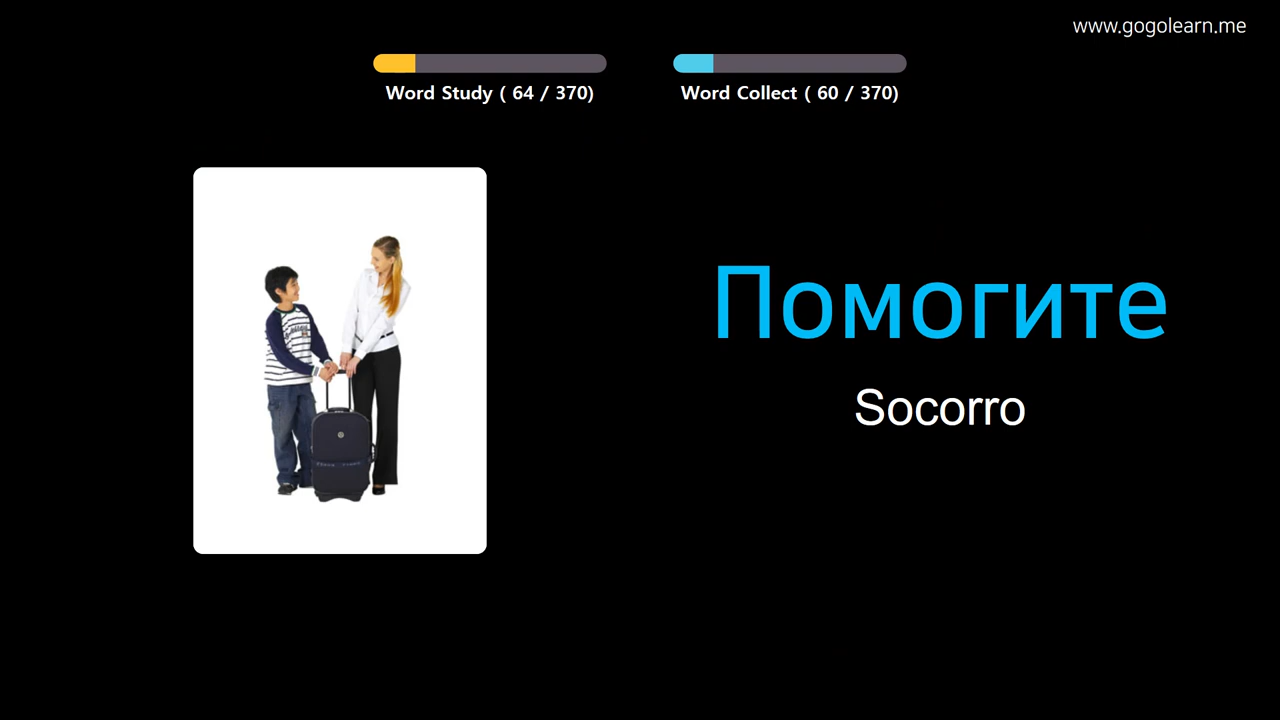 www.gogolearn.me
Word Study ( 64 / 370)
Word Collect ( 60 / 370)
Помогите
Socorro